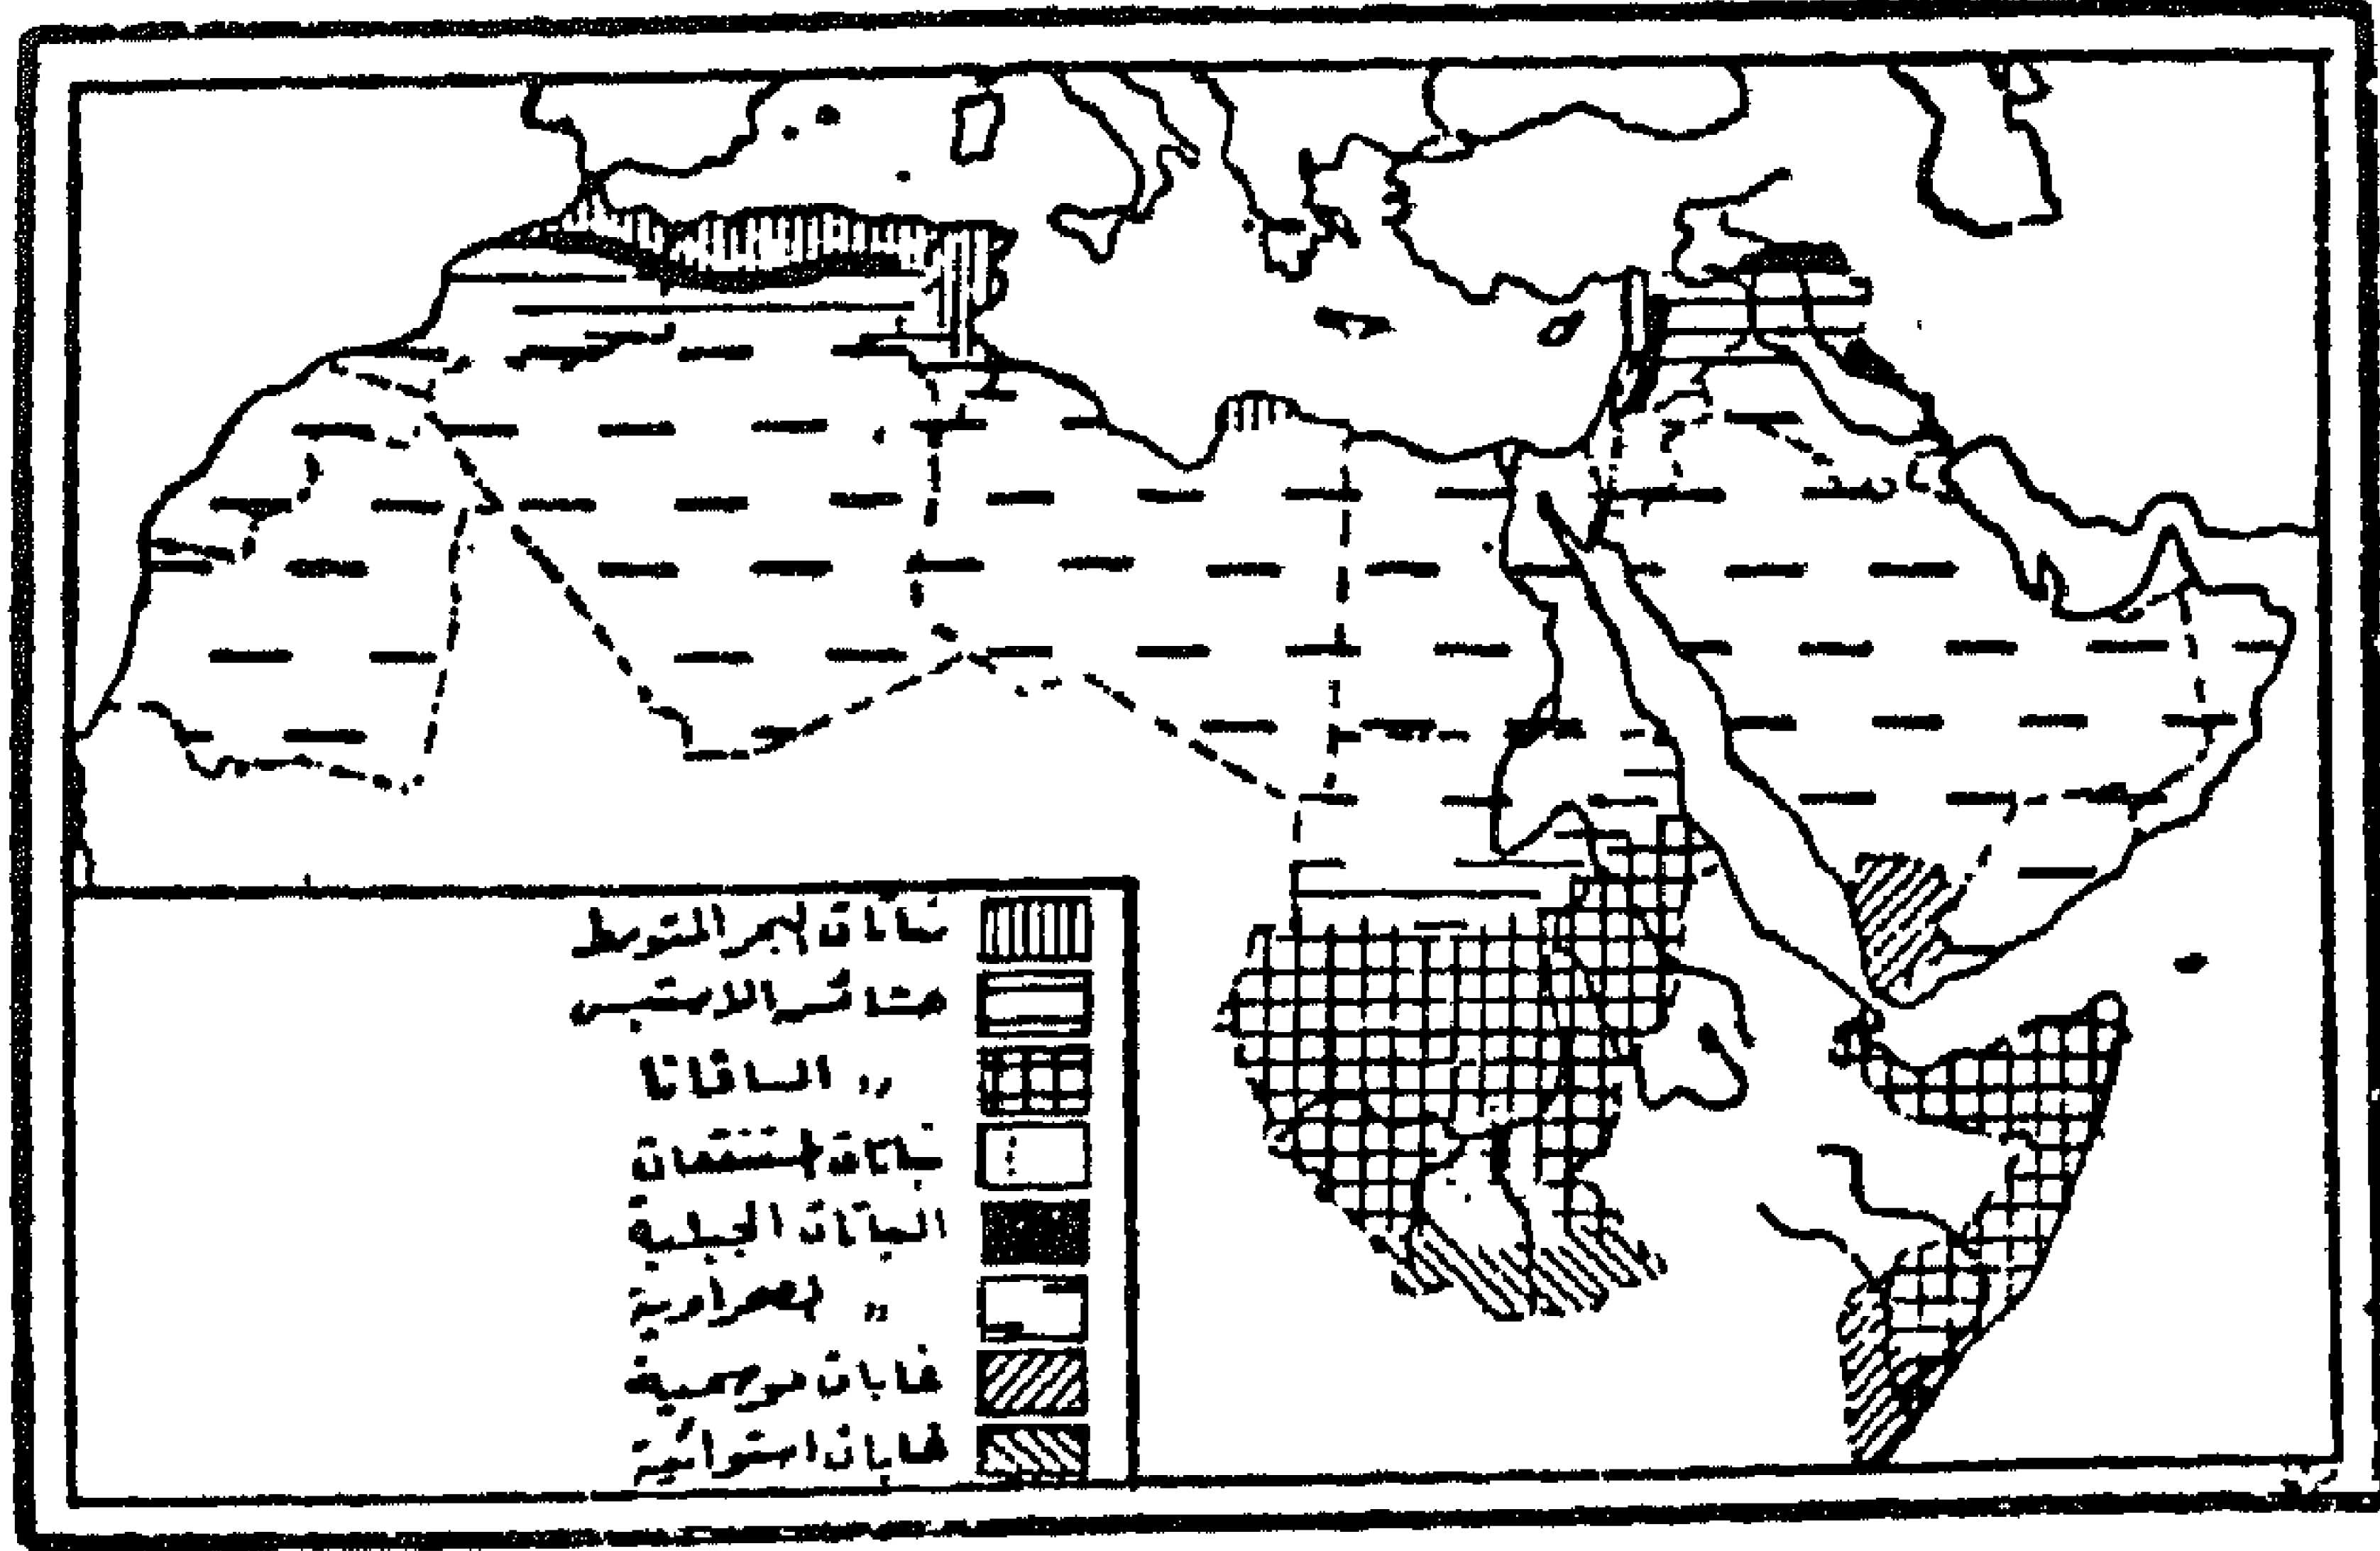 نباتات البحر المتوسط
حشائش الاستبس
〃 السافانا
نباتات المستنقعات
النباتات الجبلية
〃 الصحراوية
غابات موسمية
غابات استوائية